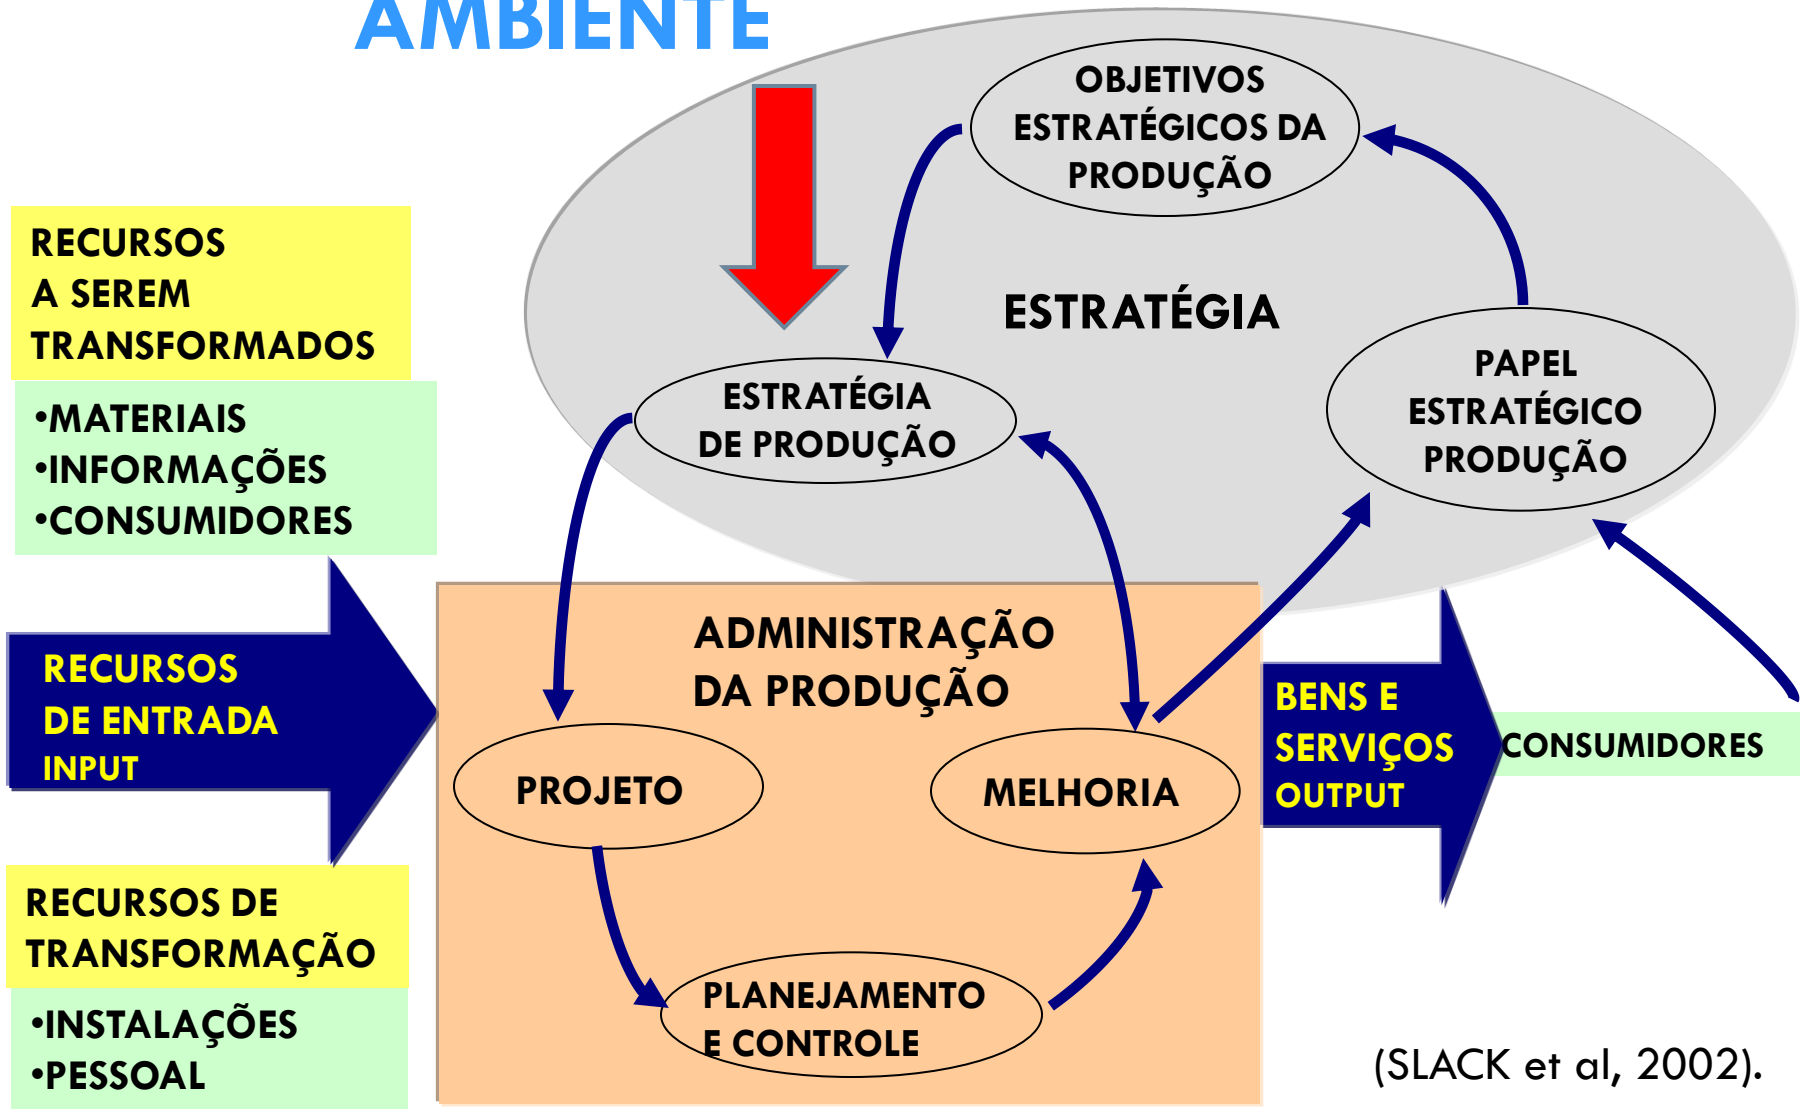 AMBIENTE
OBJETIVOS
ESTRATÉGICOS DA
PRODUÇÃO
RECURSOS
A SEREM
TRANSFORMADOS
•MATERIAIS
•INFORMAÇÕES
•CONSUMIDORES
ESTRATÉGIA
ESTRATÉGIA
DE PRODUÇÃO
PAPEL
ESTRATÉGICO
PRODUÇÃO
RECURSOS
DE ENTRADA
INPUT
ADMINISTRAÇÃO
DA PRODUÇÃO
BENS E
SERVIÇOS
OUTPUT
CONSUMIDORES
PROJETO
MELHORIA
RECURSOS DE
TRANSFORMAÇÃO
•INSTALAÇÕES
•PESSOAL
PLANEJAMENTO
E CONTROLE
(SLACK et al, 2002).